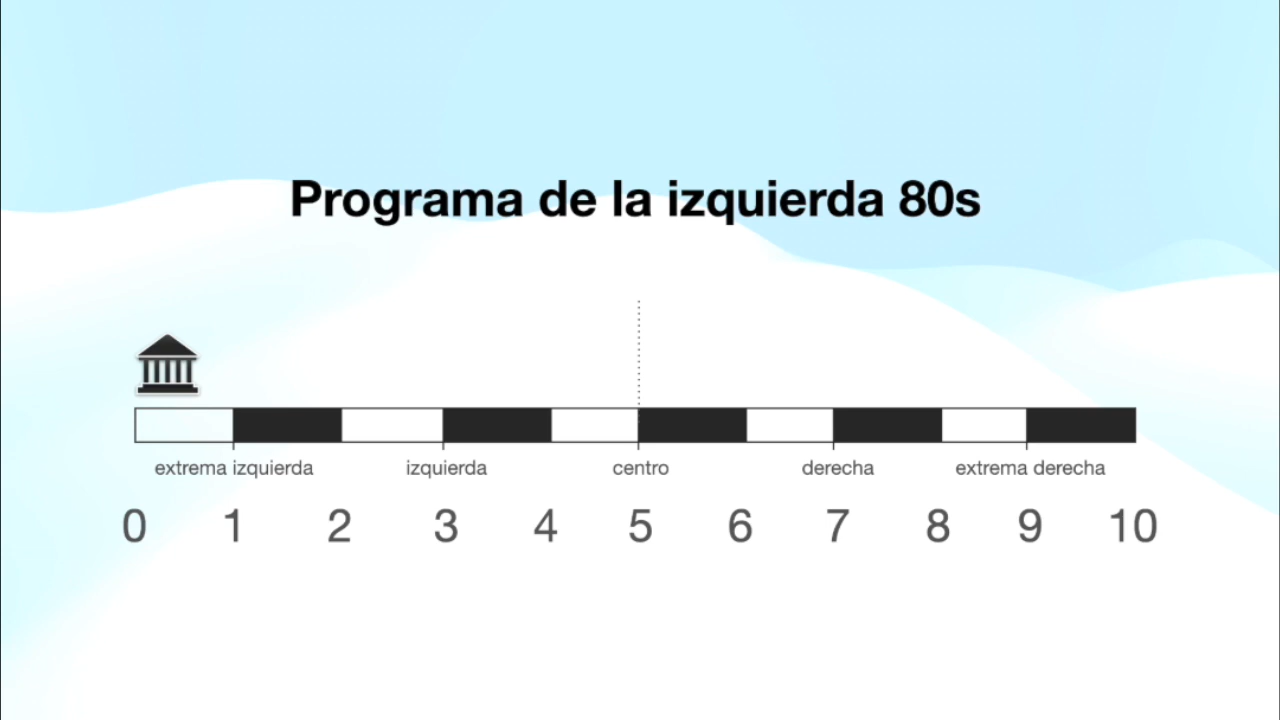 Programa de la izquierda 80s
extrema izquierda izquierda centro derecha extrema derecha
0 1 2 3 4 5 6 7 8 9 10